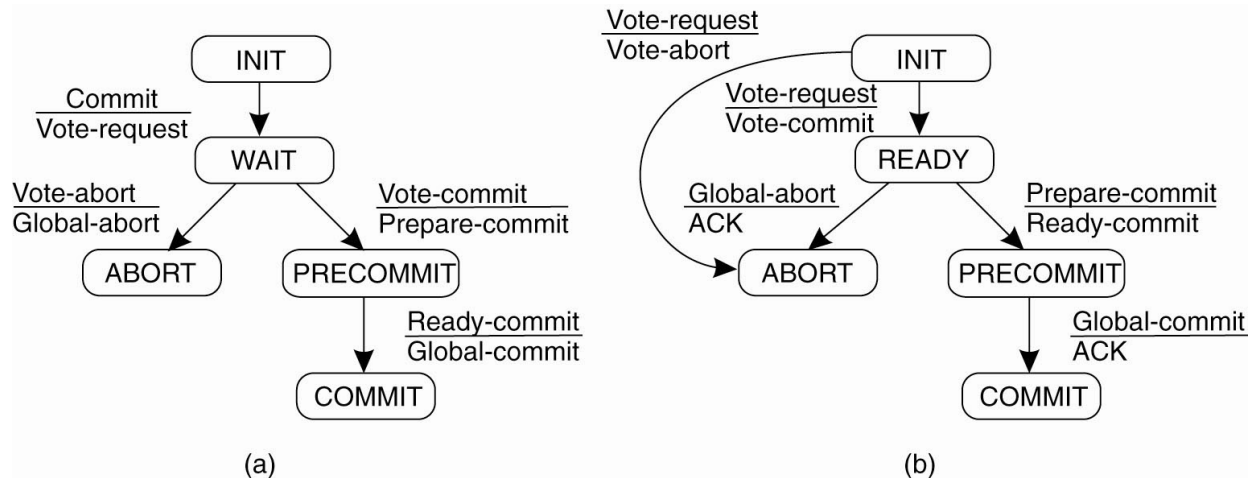 INIT
Commit
Vote-request
WAIT
Vote-abort
Global-abort
Vote-commit
Prepare-commit
ABORT
PRECOMMIT
Ready-commit
Global-commit
COMMIT
(a)
Vote-request
Vote-abort
INIT
Vote-request
Vote-commit
READY
Global-abort
ACK
Prepare-commit
Ready-commit
ABORT
PRECOMMIT
Global-commit
ACK
COMMIT
(b)